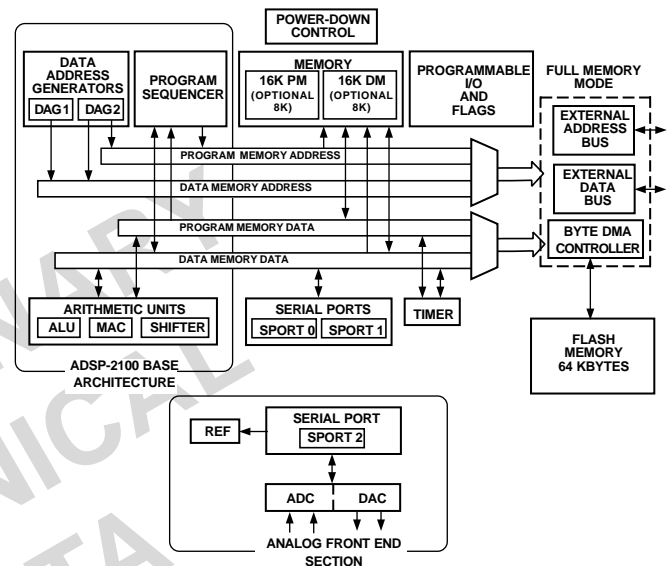 POWER-DOWN
CONTROL
DATA
ADDRESS
GENERATORS
DAG1
DAG2
PROGRAM
SEQUENCER
MEMORY
16K PM
(OPTIONAL
8K)
16K DM
(OPTIONAL
8K)
PROGRAMMABLE
I/O
AND
FLAGS
FULL MEMORY
MODE
EXTERNAL
ADDRESS
BUS
EXTERNAL
DATA
BUS
BYTE DMA
CONTROLLER
PROGRAM MEMORY ADDRESS
DATA MEMORY ADDRESS
PROGRAM MEMORY DATA
DATA MEMORY DATA
ARITHMETIC UNITS
ALU
MAC
SHIFTER
SERIAL PORTS
SPORT 0
SPORT 1
TIMER
FLASH
MEMORY
64 KBYTES
ADSP-2100 BASE
ARCHITECTURE
REF
SERIAL PORT
SPORT 2
ADC
DAC
ANALOG FRONT END
SECTION
INARY
NICAL
DATA